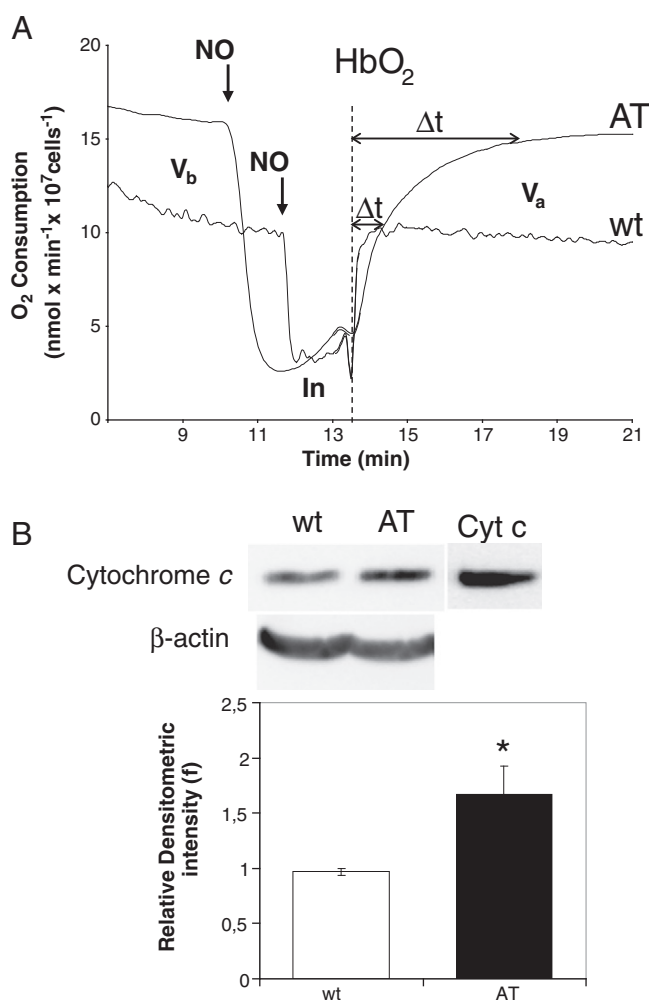 A
20
15
10
5
0
O₂ Consumption
(nmol x min⁻¹ x 10⁷cells⁻¹)
NO
NO
HbO₂
Δt
Δt
V_b
V_a
In
AT
wt
9 11 13 15 17 19 21
Time (min)
B
wt AT Cyt c
Cytochrome c
β-actin
2,5
2
1,5
1
0,5
0
Relative Densitometric
intensity (f)
*
wt AT